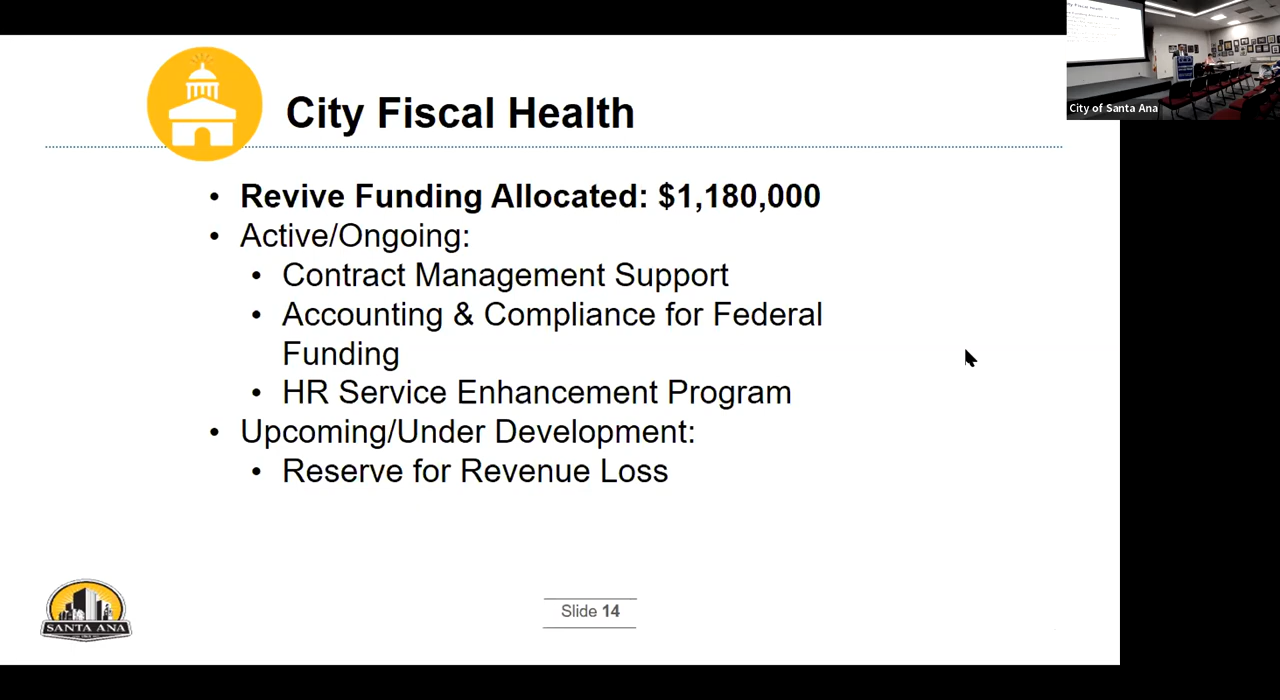 City Fiscal Health
• Revive Funding Allocated: $1,180,000
• Active/Ongoing:
• Contract Management Support
• Accounting & Compliance for Federal
Funding
• HR Service Enhancement Program
• Upcoming/Under Development:
• Reserve for Revenue Loss
SANTA ANA
Slide 14
City of Santa Ana